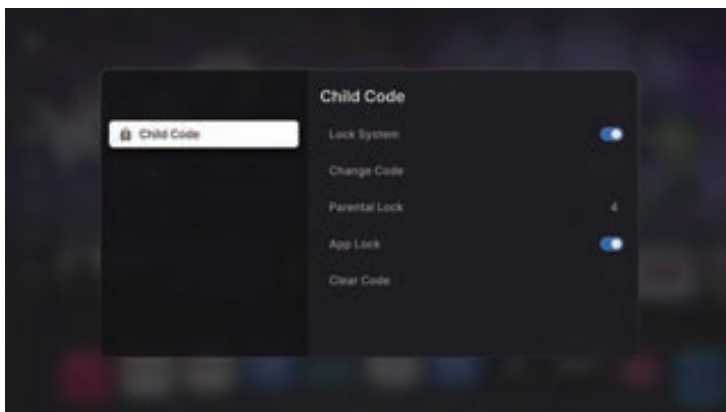 Child Code
Child Code
Lock System
Change Code
Parental Lock 4
App Lock
Clear Code